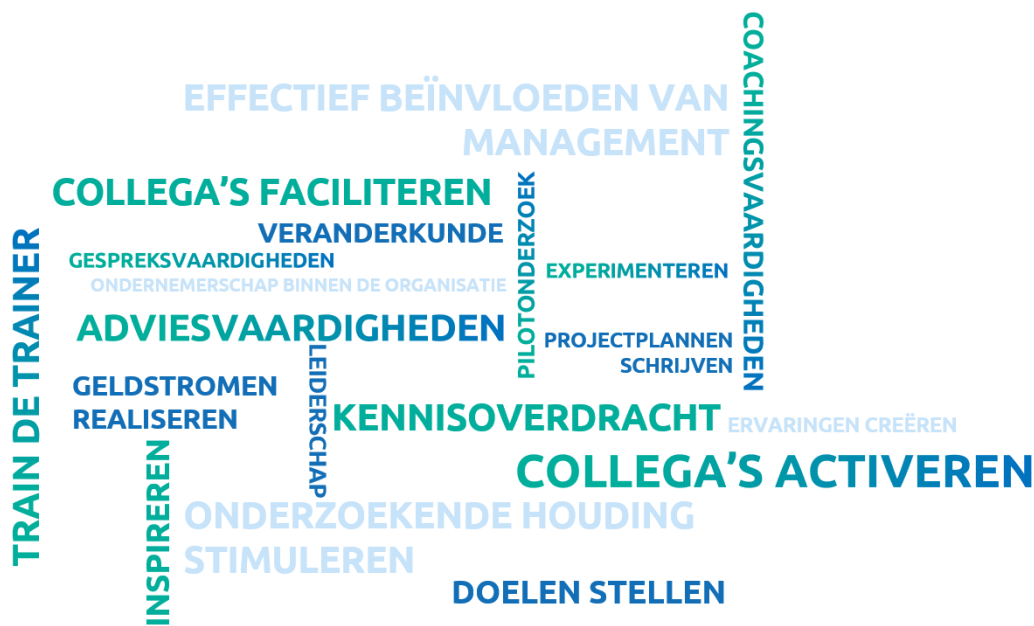 EFFECTIEF BEÏNVLOEDEN VAN
MANAGEMENT
COACHINGSVAARDIGHEDEN
COLLEGA'S FACILITEREN
PILOTONDERZOEK
VERANDERKUNDE
GESPREKSVAARDIGHEDEN
EXPERIMENTEREN
ONDERNEMERSCHAP BINNEN DE ORGANISATIE
TRAIN DE TRAINER
ADVIESVAARDIGHEDEN
PROJECTPLANNEN
SCHRIJVEN
LEIDERSCHAP
GELDSTROMEN
REALISEREN
KENNISOVERDRACHT
ERVARINGEN CREËREN
INSPIREREN
COLLEGA'S ACTIVEREN
ONDERZOEKENDE HOUDING
STIMULEREN
DOELEN STELLEN